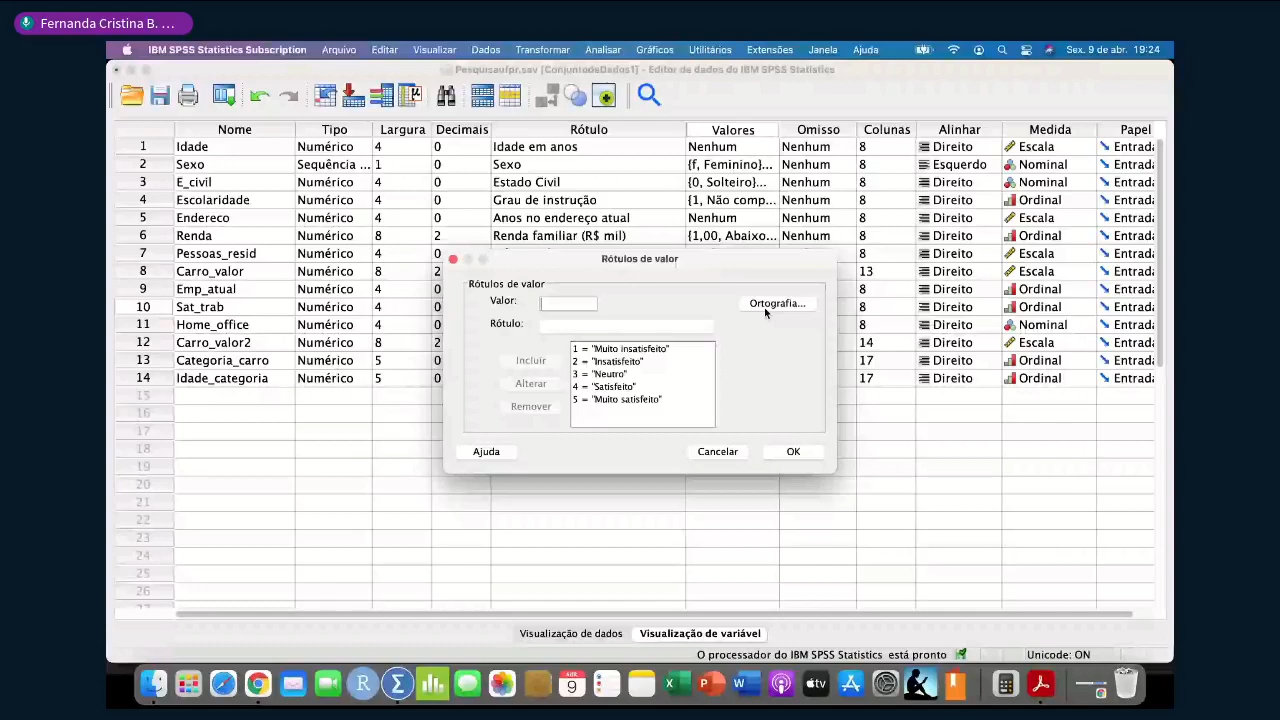 Fernanda Cristina B. ...
IBM SPSS Statistics Subscription Arquivo Editar Visualizar Dados Transformar Analisar Gráficos Utilitários Extensões Janela Ajuda Sex. 9 de abr. 19:24
Pesquisaufpr.sav [ConjuntodeDados1] - Editor de dados do IBM SPSS Statistics
Nome Tipo Largura Decimais Rótulo Valores Omisso Colunas Alinhar Medida Papel
1 Idade Numérico 4 0 Idade em anos Nenhum Nenhum 8 Direito Escala Entrada
2 Sexo Sequência ... 1 0 Sexo {f, Feminino}... Nenhum 8 Esquerdo Nominal Entrada
3 E_civil Numérico 4 0 Estado Civil {0, Solteiro}... Nenhum 8 Direito Nominal Entrada
4 Escolaridade Numérico 4 0 Grau de instrução {1, Não comp... Nenhum 8 Direito Ordinal Entrada
5 Endereco Numérico 4 0 Anos no endereço atual Nenhum Nenhum 8 Direito Escala Entrada
6 Renda Numérico 8 2 Renda familiar (R$ mil) {1,00, Abaixo... Nenhum 8 Direito Ordinal Entrada
7 Pessoas_resid Numérico 4 8 Direito Escala Entrada
8 Carro_valor Numérico 8 2 13 Direito Escala Entrada
9 Emp_atual Numérico 4 0 8 Direito Ordinal Entrada
10 Sat_trab Numérico 4 0 8 Direito Ordinal Entrada
11 Home_office Numérico 4 0 8 Direito Nominal Entrada
12 Carro_valor2 Numérico 8 2 14 Direito Escala Entrada
13 Categoria_carro Numérico 5 0 17 Direito Ordinal Entrada
14 Idade_categoria Numérico 5 0 17 Direito Ordinal Entrada
15
16
17
18
19
20
21
22
23
24
25
26
Rótulos de valor
Rótulos de valor
Valor:
Ortografia...
Rótulo:
Incluir
Alterar
Remover
1 = "Muito insatisfeito"
2 = "Insatisfeito"
3 = "Neutro"
4 = "Satisfeito"
5 = "Muito satisfeito"
Ajuda Cancelar OK
Visualização de dados Visualização de variável
O processador do IBM SPSS Statistics está pronto Unicode: ON